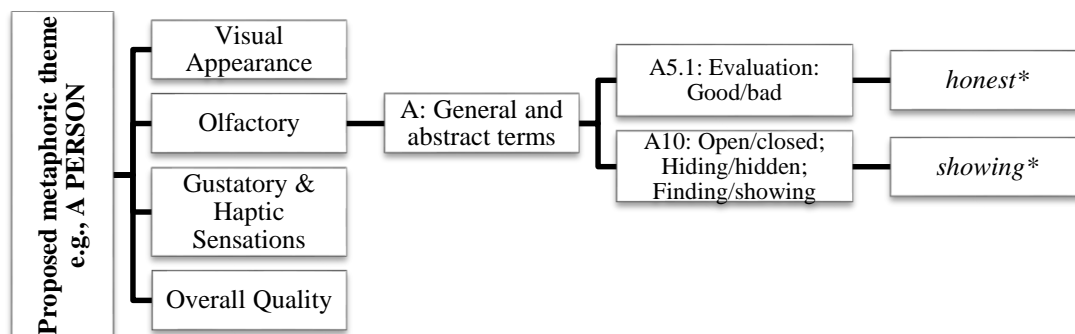 Proposed metaphoric theme
e.g., A PERSON
Visual
Appearance
Olfactory
Gustatory &
Haptic
Sensations
Overall Quality
A: General and
abstract terms
A5.1: Evaluation:
Good/bad
A10: Open/closed;
Hiding/hidden;
Finding/showing
honest*
showing*